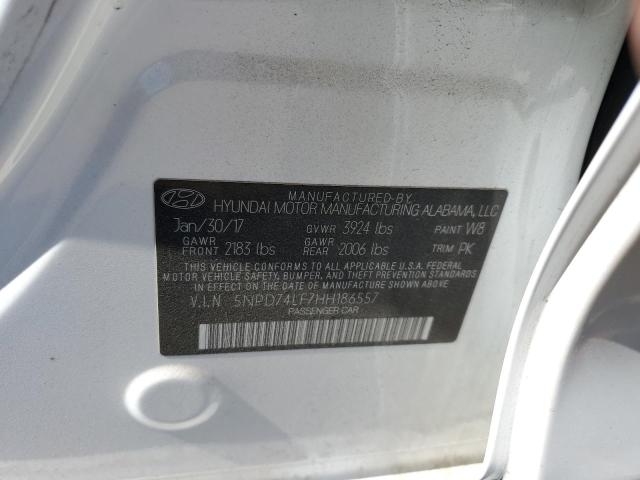 MANUFACTURED BY
HYUNDAI MOTOR MANUFACTURING ALABAMA, LLC
Jan/30/17 GVWR 3924 lbs PAINT W8
GAWR FRONT 2183 lbs GAWR REAR 2006 lbs TRIM PK
THIS VEHICLE CONFORMS TO ALL APPLICABLE U.S.A. FEDERAL
MOTOR VEHICLE SAFETY, BUMPER, AND THEFT PREVENTION STANDARDS
IN EFFECT ON THE DATE OF MANUFACTURE SHOWN ABOVE.
V.I.N 5NPD74LF7HH186557
PASSENGER CAR